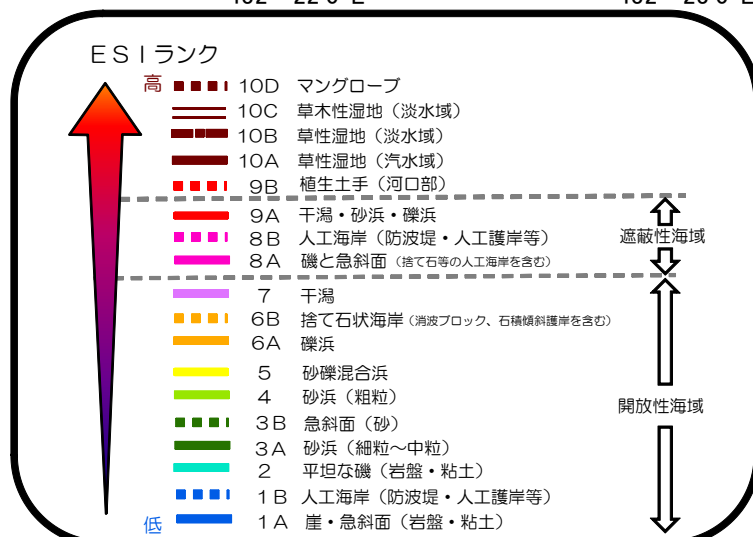 ESIランク
高 10D マングローブ
10C 草木性湿地（淡水域）
10B 草性湿地（淡水域）
10A 草性湿地（汽水域）
9B 植生土手（河口部）
9A 干潟・砂浜・礫浜
8B 人工海岸（防波堤・人工護岸等）
遮蔽性海域
8A 磯と急斜面（捨て石等の人工海岸を含む）
7 干潟
6B 捨て石状海岸（消波ブロック、石積傾斜護岸を含む）
6A 礫浜
5 砂礫混合浜
4 砂浜（粗粒）
開放性海域
3B 急斜面（砂）
3A 砂浜（細粒～中粒）
2 平坦な磯（岩盤・粘土）
1B 人工海岸（防波堤・人工護岸等）
低 1A 崖・急斜面（岩盤・粘土）